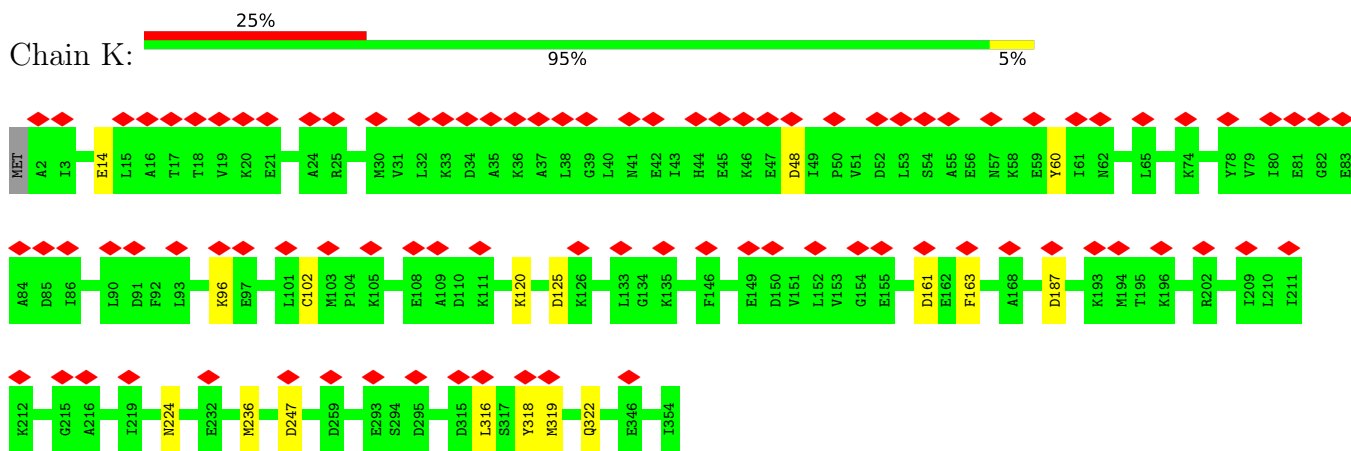 25%
Chain K:
95% 5%
MET A2 I3 E14 L15 A16 T17 T18 V19 K20 E21 A24 R25 M30 V31 L32 K33 D34 A35 K36 A37 L38 G39 L40 N41 E42 I43 H44 E45 K46 E47 D48 I49 P50 V51 D52 L53 S54 A55 E56 N57 K58 E59 Y60 I61 N62 L65 K74 Y78 V79 I80 E81 G82 E83
A84 D85 I86 L90 D91 F92 L93 K96 E97 L101 C102 M103 P104 K105 E108 A109 D110 K111 K120 D125 K126 L133 G134 K135 F146 E149 D150 V151 L152 V153 G154 E155 D161 E162 F163 A168 D187 K193 M194 T195 K196 R202 I209 L210 I211
K212 G215 A216 I219 N224 E232 M236 D247 D259 E293 S294 D295 D315 L316 S317 Y318 M319 Q322 E346 I354